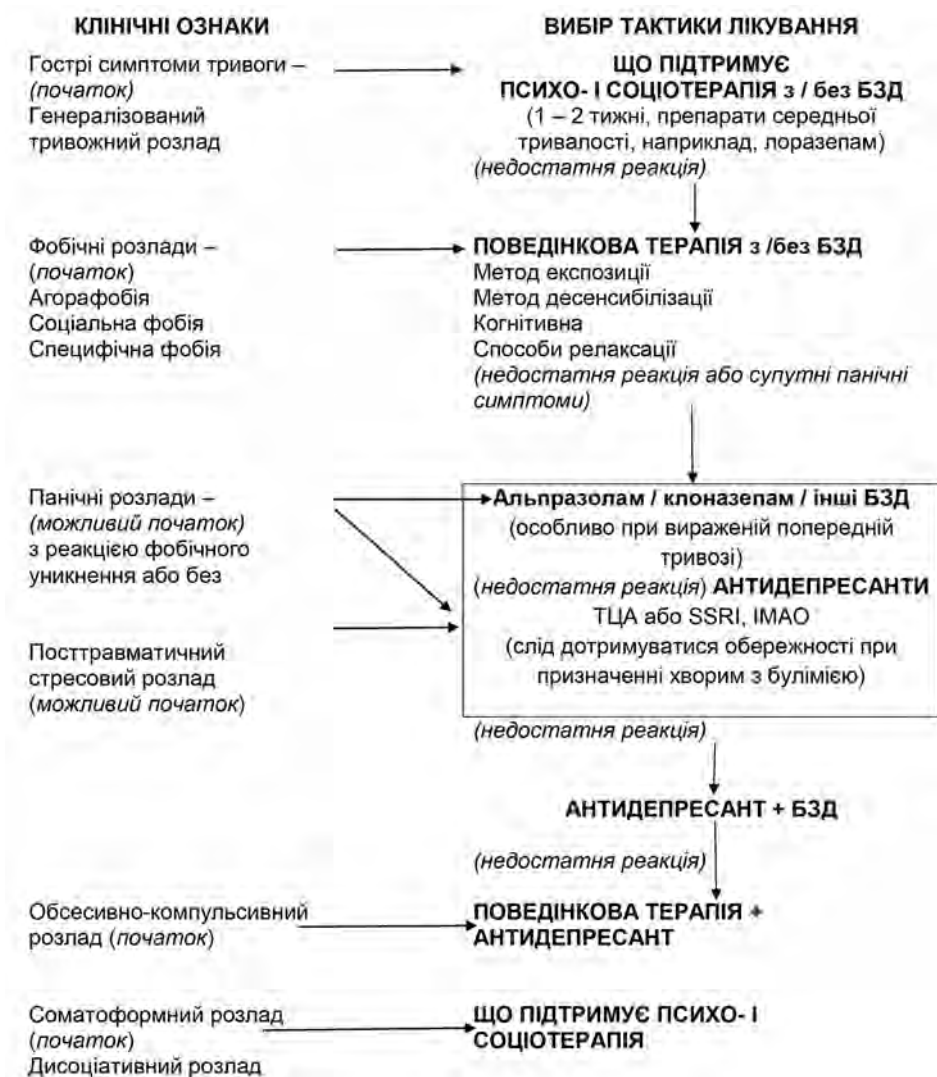 КЛІНІЧНІ ОЗНАКИ
ВИБІР ТАКТИКИ ЛІКУВАННЯ
Гострі симптоми тривоги –
(початок)
Генералізований
тривожний розлад
ЩО ПІДТРИМУЄ
ПСИХО- І СОЦІОТЕРАПІЯ з / без БЗД
(1 – 2 тижні, препарати середньої
тривалості, наприклад, лоразепам)
(недостатня реакція)
Фобічні розлади –
(початок)
Агорафобія
Соціальна фобія
Специфічна фобія
ПОВЕДІНКОВА ТЕРАПІЯ з /без БЗД
Метод експозиції
Метод десенсибілізації
Когнітивна
Способи релаксації
(недостатня реакція або супутні панічні
симптоми)
Панічні розлади –
(можливий початок)
з реакцією фобічного
уникнення або без
Альпразолам / клоназепам / інші БЗД
(особливо при вираженій попередній
тривозі)
(недостатня реакція) АНТИДЕПРЕСАНТИ
ТЦА або SSRI, ІМАО
(слід дотримуватися обережності при
призначенні хворим з булімією)
Посттравматичний
стресовий розлад
(можливий початок)
(недостатня реакція)
АНТИДЕПРЕСАНТ + БЗД
(недостатня реакція)
Обсесивно-компульсивний
розлад (початок)
ПОВЕДІНКОВА ТЕРАПІЯ +
АНТИДЕПРЕСАНТ
Соматоформний розлад
(початок)
Дисоціативний розлад
ЩО ПІДТРИМУЄ ПСИХО- І
СОЦІОТЕРАПІЯ